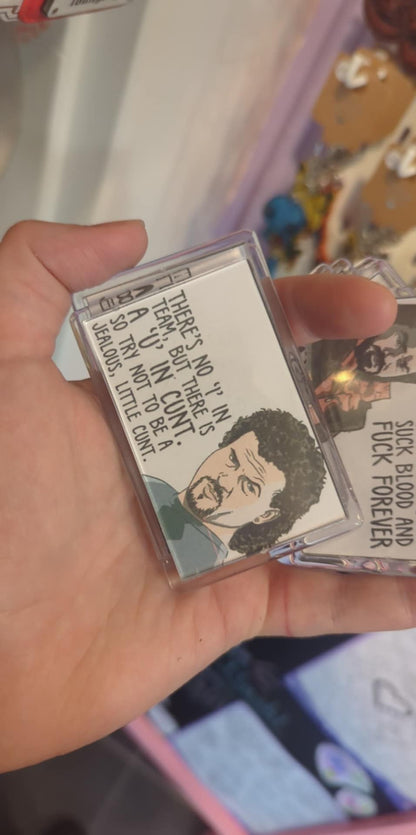 THERE'S NO 'I' IN
TEAM, BUT THERE IS
A 'U' IN CUNT.
SO TRY NOT TO BE A
JEALOUS, LITTLE CUNT.
SUCK BLOOD AND
FUCK FOREVER